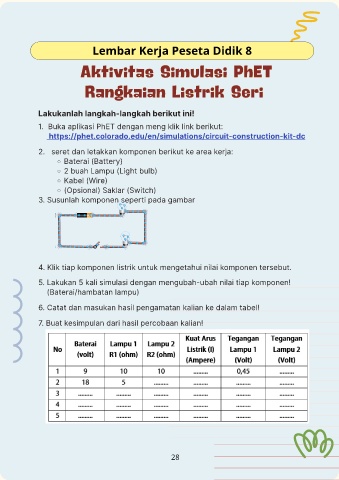 Lembar Kerja Peseta Didik 8
Aktivitas Simulasi PhET
Rangkaian Listrik Seri
Lakukanlah langkah-langkah berikut ini!
1. Buka aplikasi PhET dengan meng klik link berikut:
https://phet.colorado.edu/en/simulations/circuit-construction-kit-dc
2. seret dan letakkan komponen berikut ke area kerja:
Baterai (Battery)
2 buah Lampu (Light bulb)
Kabel (Wire)
(Opsional) Saklar (Switch)
3. Susunlah komponen seperti pada gambar
4. Klik tiap komponen listrik untuk mengetahui nilai komponen tersebut.
5. Lakukan 5 kali simulasi dengan mengubah-ubah nilai tiap komponen!
(Baterai/hambatan lampu)
6. Catat dan masukan hasil pengamatan kalian ke dalam tabel!
7. Buat kesimpulan dari hasil percobaan kalian!
No Baterai (volt) Lampu 1 R1 (ohm) Lampu 2 R2 (ohm) Kuat Arus Listrik (I) (Ampere) Tegangan Lampu 1 (Volt) Tegangan Lampu 2 (Volt)
1 9 10 10 ......... 0,45 .........
2 18 5 ......... ......... ......... .........
3 ......... ......... ......... ......... ......... .........
4 ......... ......... ......... ......... ......... .........
5 ......... ......... ......... ......... ......... .........
28